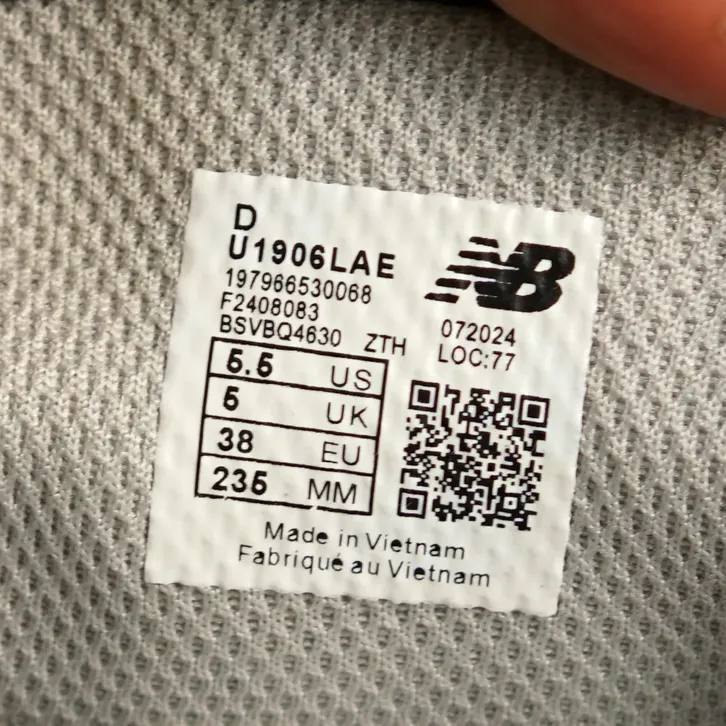 D
U1906LAE
197966530068
F2408083
BSVBQ4630 ZTH
NB
072024
LOC:77
5.5 US
5 UK
38 EU
235 MM
Made in Vietnam
Fabriqué au Vietnam